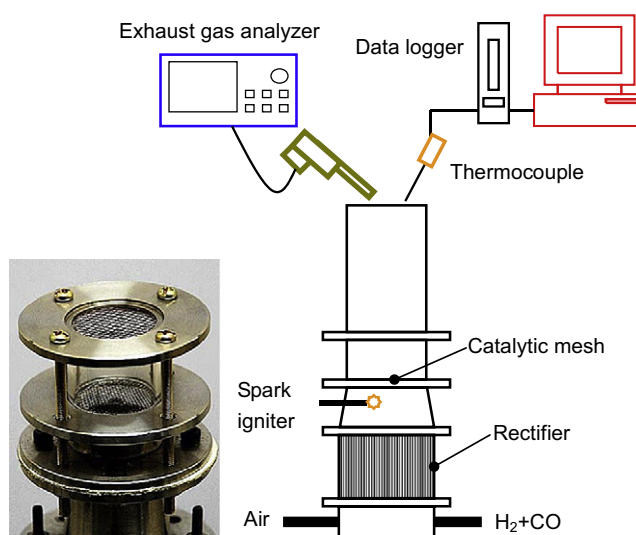 Exhaust gas analyzer
Data logger
Thermocouple
Catalytic mesh
Spark
igniter
Rectifier
Air
H₂+CO